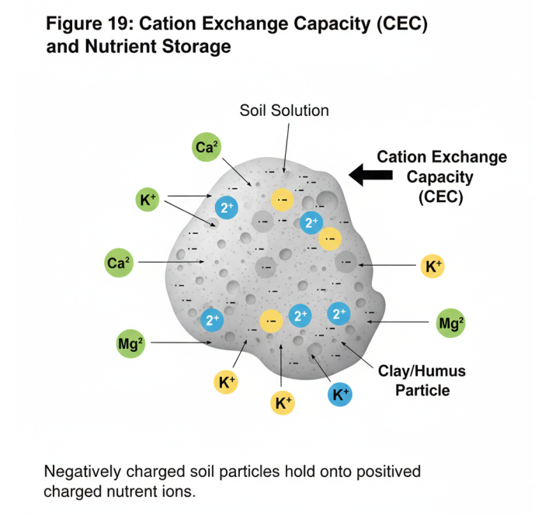 Figure 19: Cation Exchange Capacity (CEC)
and Nutrient Storage
Soil Solution
Ca²
Cation Exchange
Capacity
(CEC)
K⁺
2+
·-
2+
·-
Ca²
K⁺
2+
·-
2+
2+
Mg²
Mg²
Clay/Humus
Particle
K⁺
K⁺
K⁺
Negatively charged soil particles hold onto positived
charged nutrent ions.